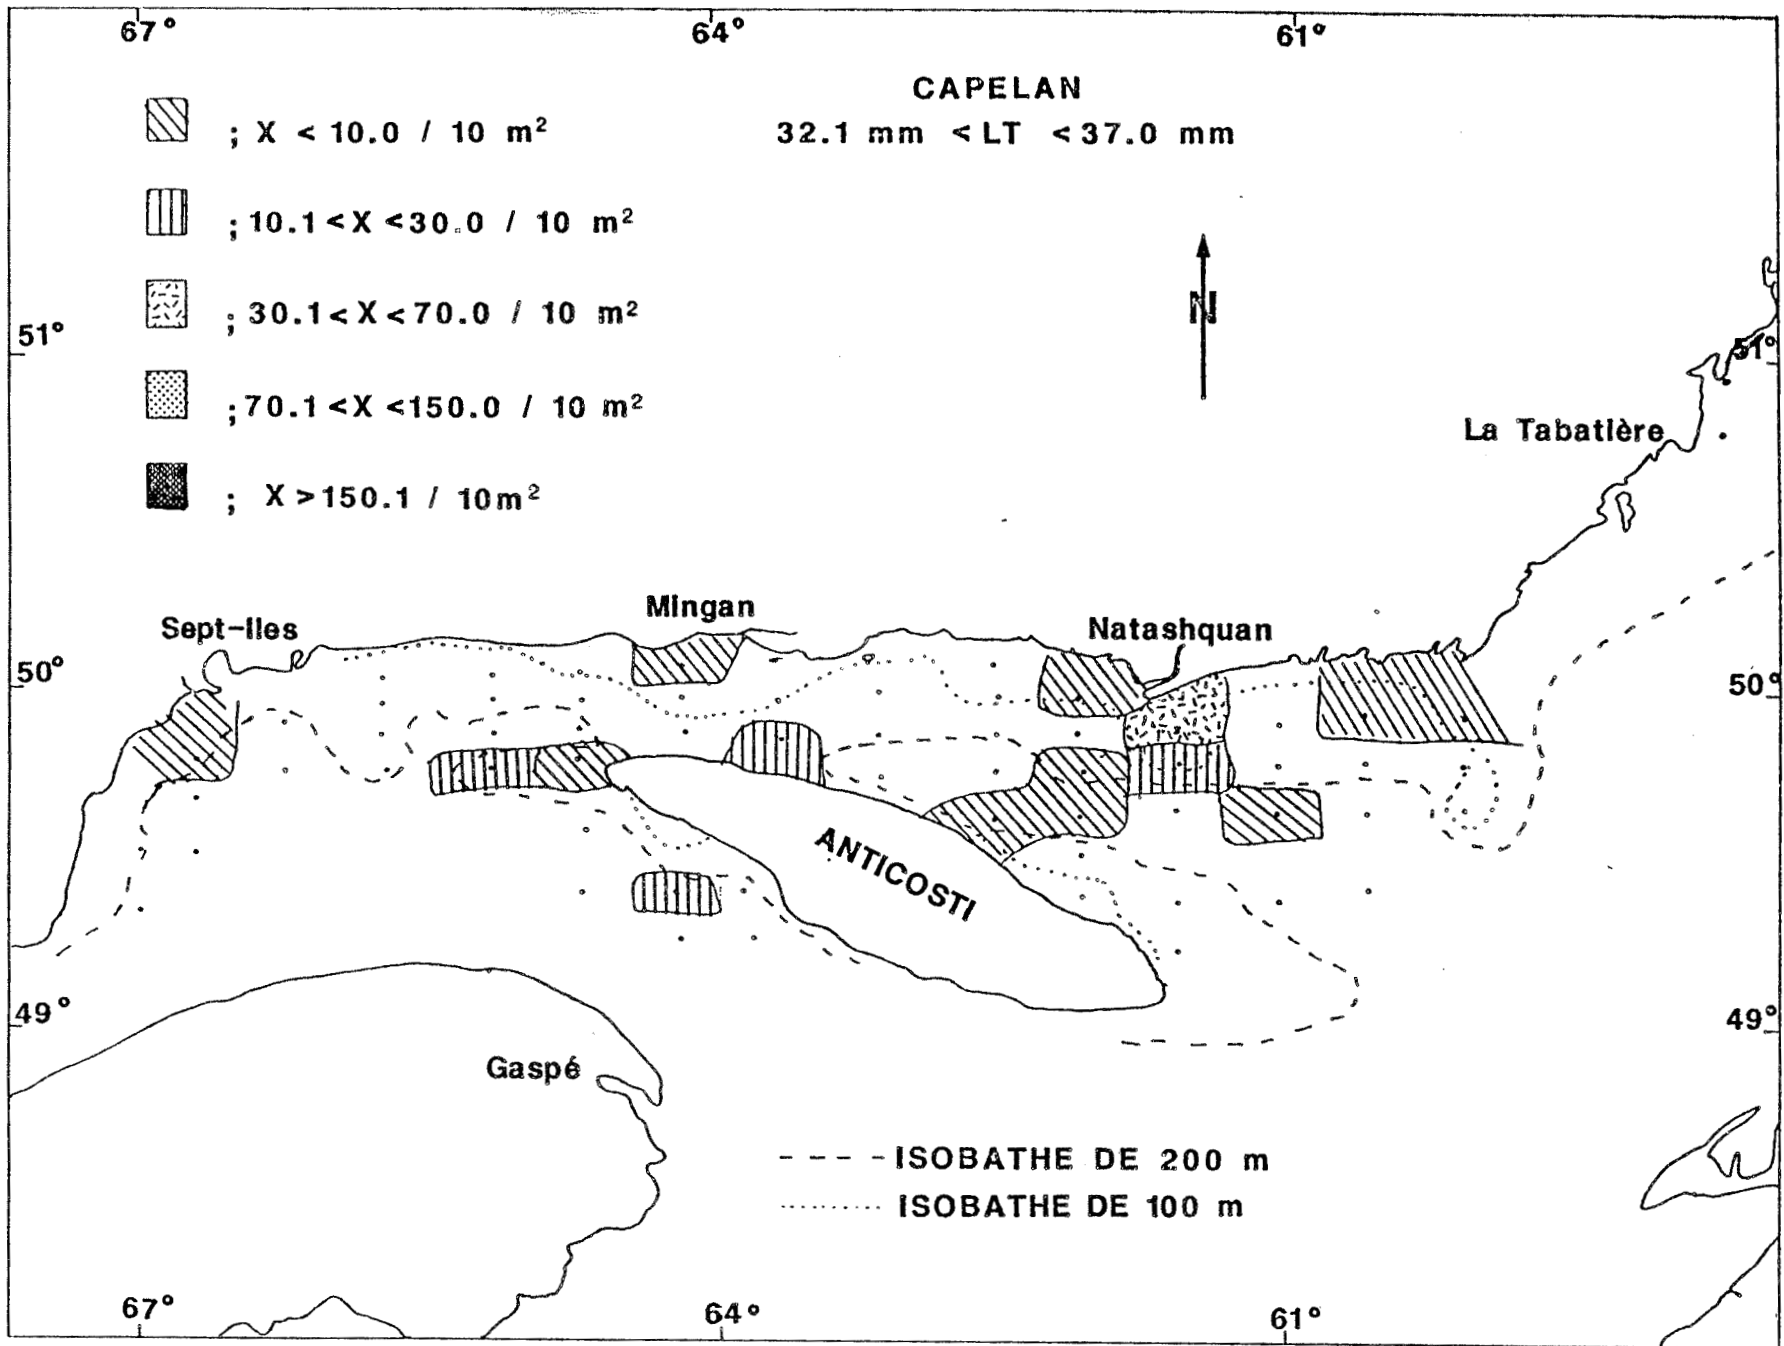 67° 64° 61°
CAPELAN
32.1 mm < LT < 37.0 mm
; X < 10.0 / 10 m²
; 10.1 < X < 30.0 / 10 m²
; 30.1 < X < 70.0 / 10 m²
; 70.1 < X < 150.0 / 10 m²
; X > 150.1 / 10 m²
N
51° 51°
La Tabatière
Mingan
Sept-Iles
Natashquan
50° 50°
ANTICOSTI
49° 49°
Gaspé
ISOBATHE DE 200 m
ISOBATHE DE 100 m
67° 64° 61°